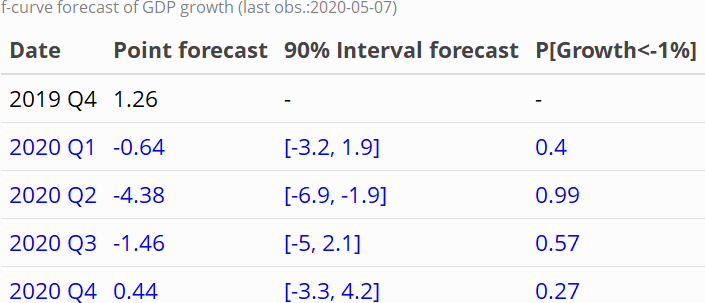 f-curve forecast of GDP growth (last obs.:2020-05-07)
Date Point forecast 90% Interval forecast P[Growth<-1%]
2019 Q4 1.26 - -
2020 Q1 -0.64 [-3.2, 1.9] 0.4
2020 Q2 -4.38 [-6.9, -1.9] 0.99
2020 Q3 -1.46 [-5, 2.1] 0.57
2020 Q4 0.44 [-3.3, 4.2] 0.27